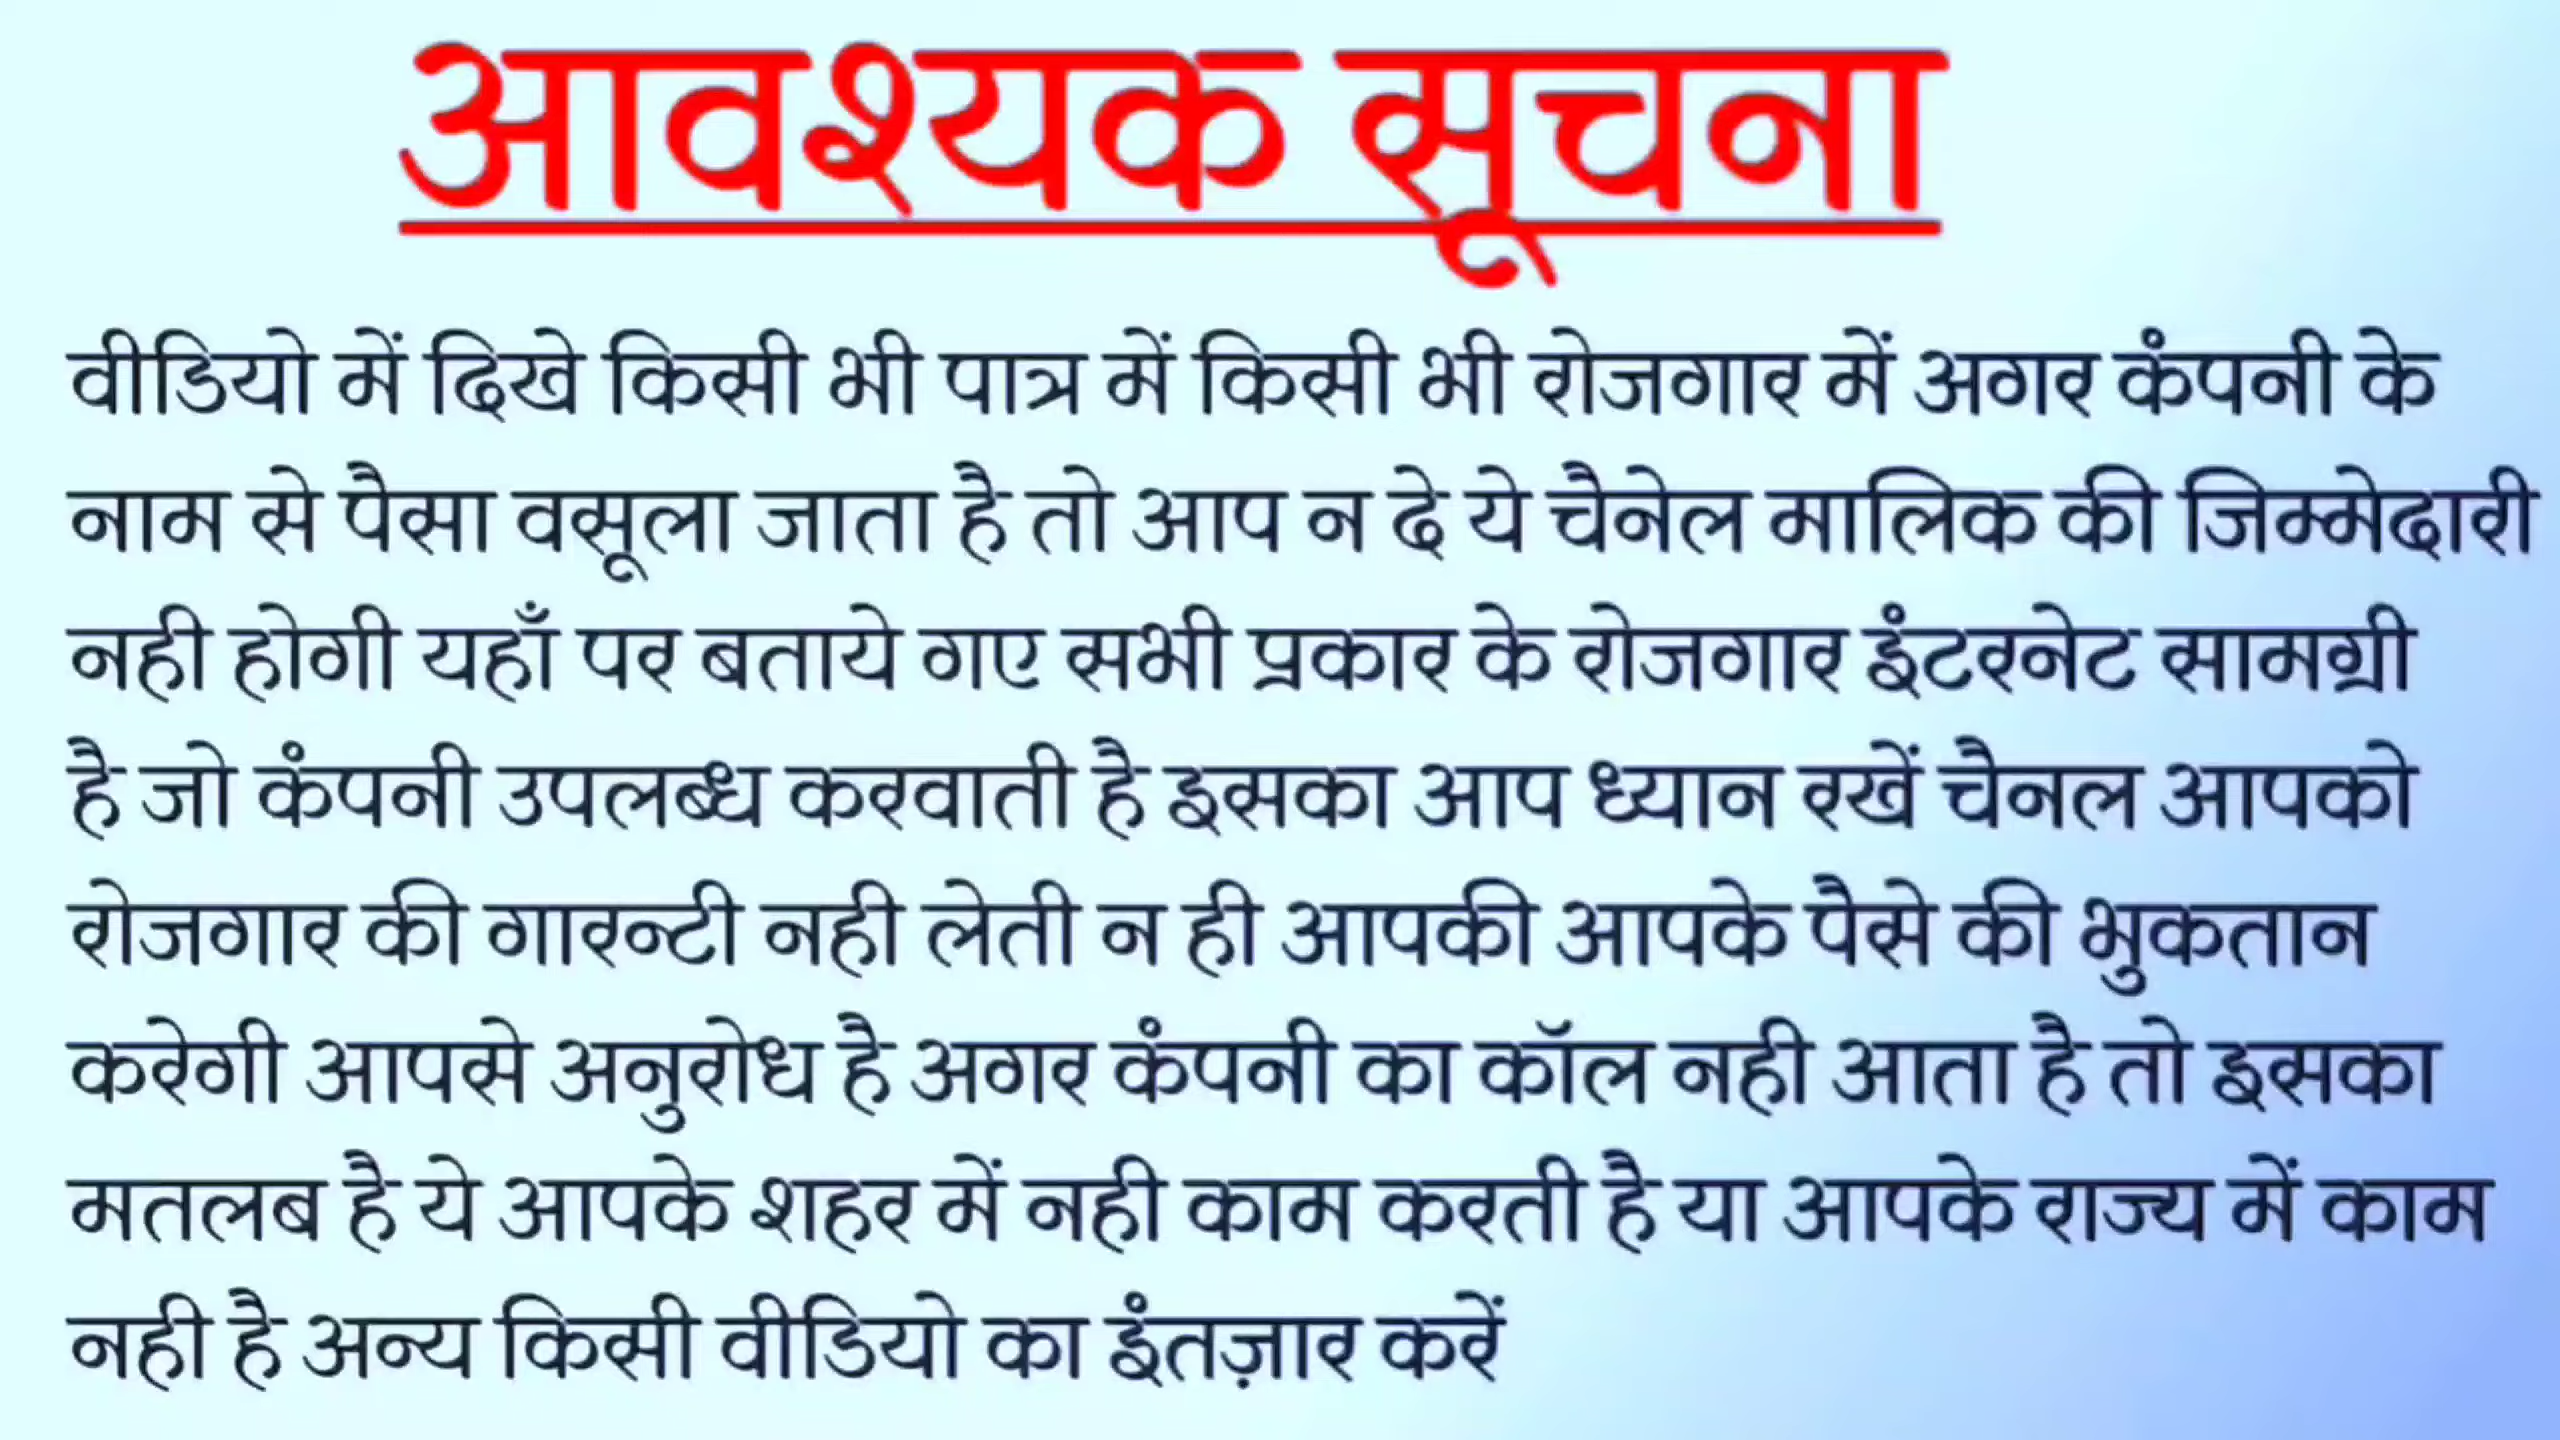 आवश्यक सूचना
वीडियो में दिखे किसी भी पात्र में किसी भी रोजगार में अगर कंपनी के
नाम से पैसा वसूला जाता है तो आप न दे ये चैनेल मालिक की जिम्मेदारी
नही होगी यहाँ पर बताये गए सभी प्रकार के रोजगार इंटरनेट सामग्री
है जो कंपनी उपलब्ध करवाती है इसका आप ध्यान रखें चैनल आपको
रोजगार की गारन्टी नही लेती न ही आपकी आपके पैसे की भुकतान
करेगी आपसे अनुरोध है अगर कंपनी का कॉल नही आता है तो इसका
मतलब है ये आपके शहर में नही काम करती है या आपके राज्य में काम
नही है अन्य किसी वीडियो का इंतज़ार करें